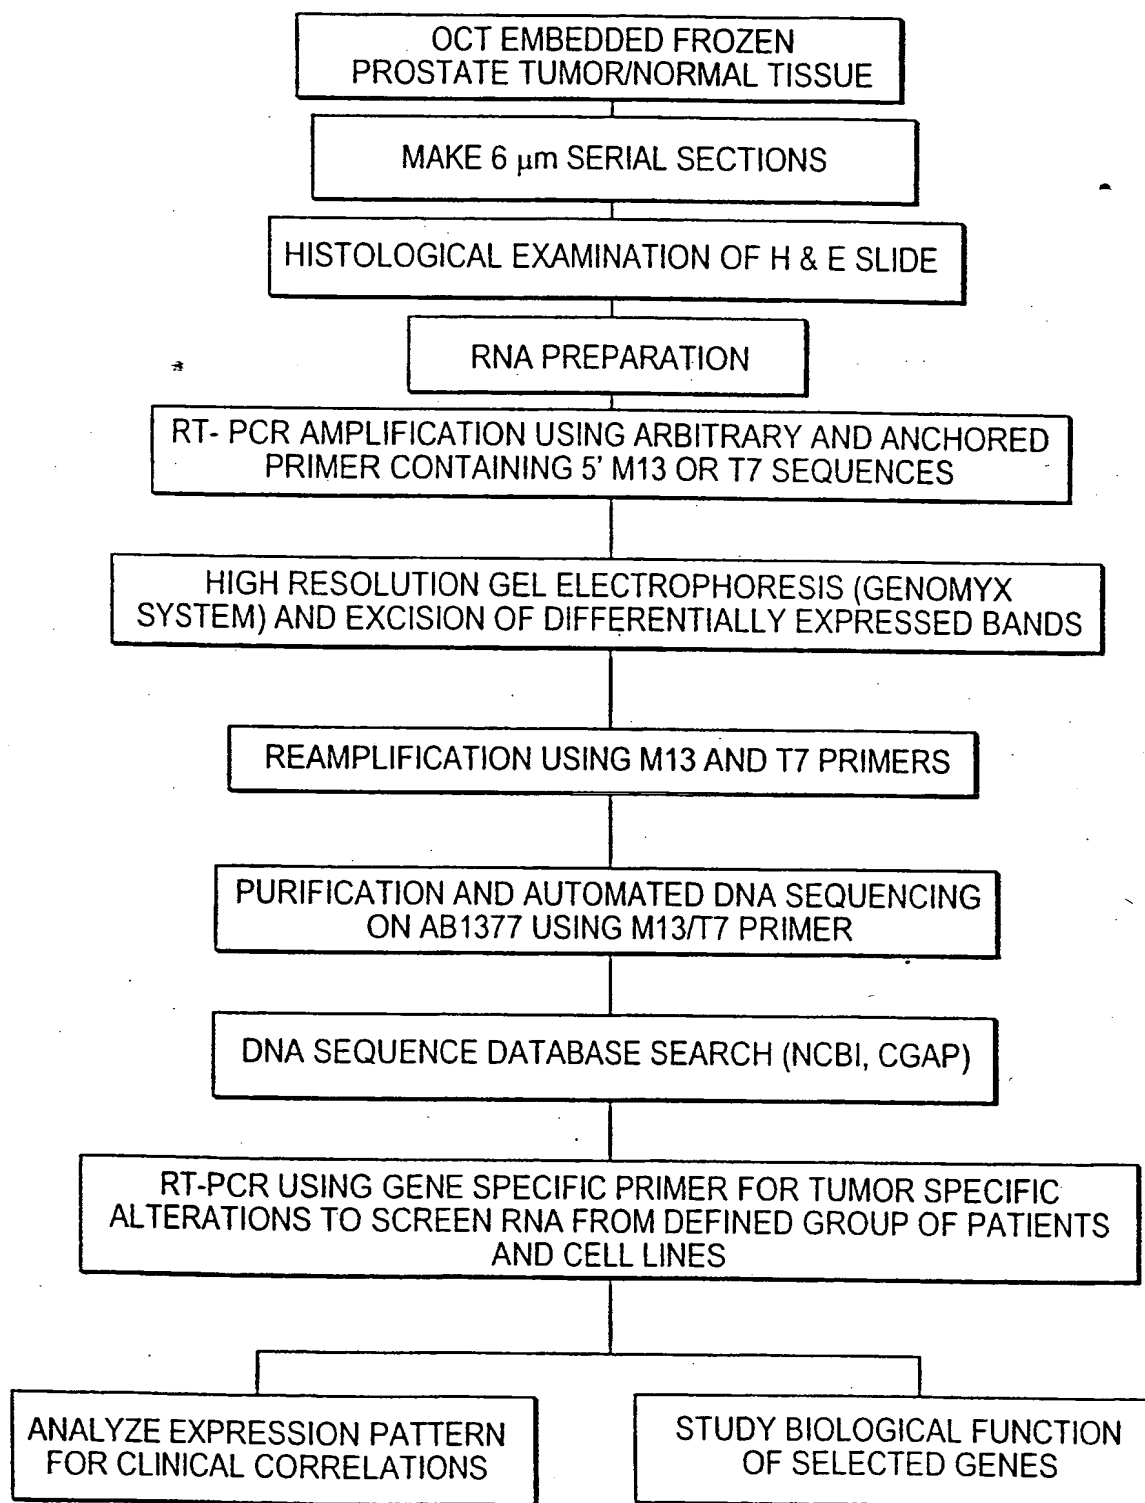 OCT EMBEDDED FROZEN
PROSTATE TUMOR/NORMAL TISSUE
MAKE 6 µm SERIAL SECTIONS
HISTOLOGICAL EXAMINATION OF H & E SLIDE
RNA PREPARATION
RT- PCR AMPLIFICATION USING ARBITRARY AND ANCHORED
PRIMER CONTAINING 5' M13 OR T7 SEQUENCES
HIGH RESOLUTION GEL ELECTROPHORESIS (GENOMYX
SYSTEM) AND EXCISION OF DIFFERENTIALLY EXPRESSED BANDS
REAMPLIFICATION USING M13 AND T7 PRIMERS
PURIFICATION AND AUTOMATED DNA SEQUENCING
ON AB1377 USING M13/T7 PRIMER
DNA SEQUENCE DATABASE SEARCH (NCBI, CGAP)
RT-PCR USING GENE SPECIFIC PRIMER FOR TUMOR SPECIFIC
ALTERATIONS TO SCREEN RNA FROM DEFINED GROUP OF PATIENTS
AND CELL LINES
ANALYZE EXPRESSION PATTERN
FOR CLINICAL CORRELATIONS
STUDY BIOLOGICAL FUNCTION
OF SELECTED GENES